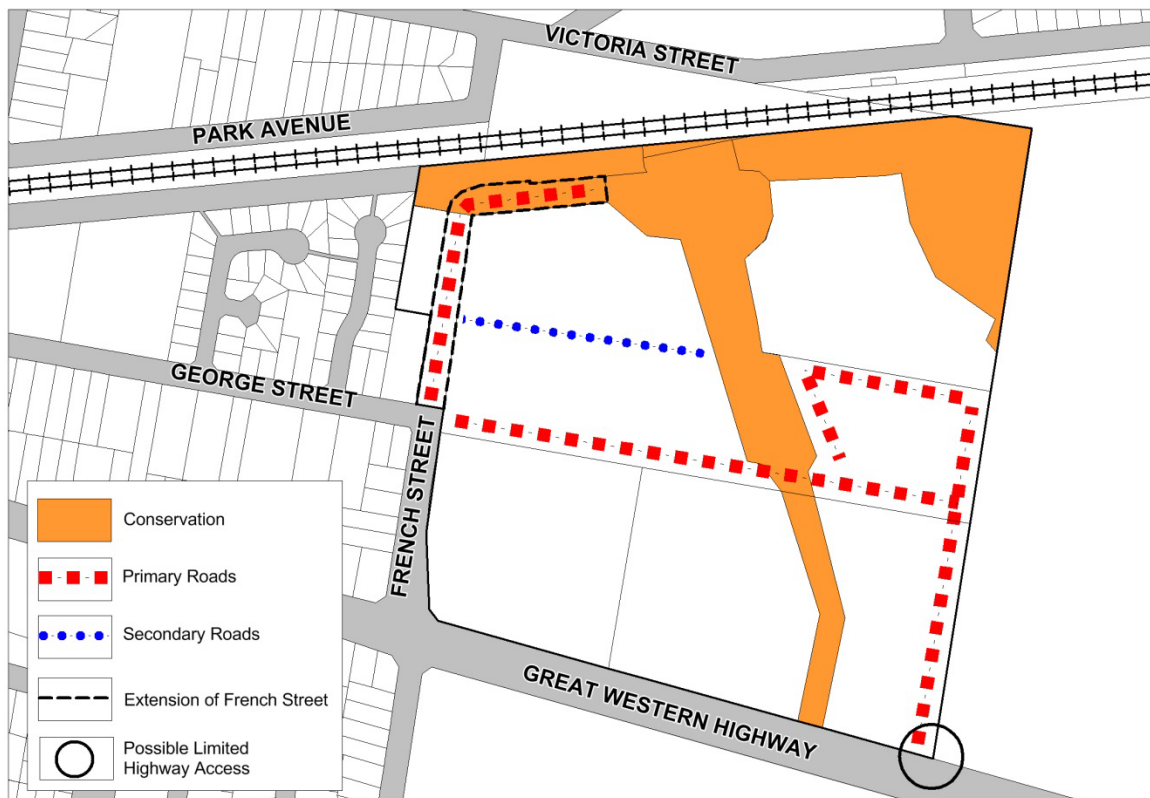 VICTORIA STREET
PARK AVENUE
GEORGE STREET
FRENCH STREET
GREAT WESTERN HIGHWAY
Conservation
Primary Roads
Secondary Roads
Extension of French Street
Possible Limited
Highway Access